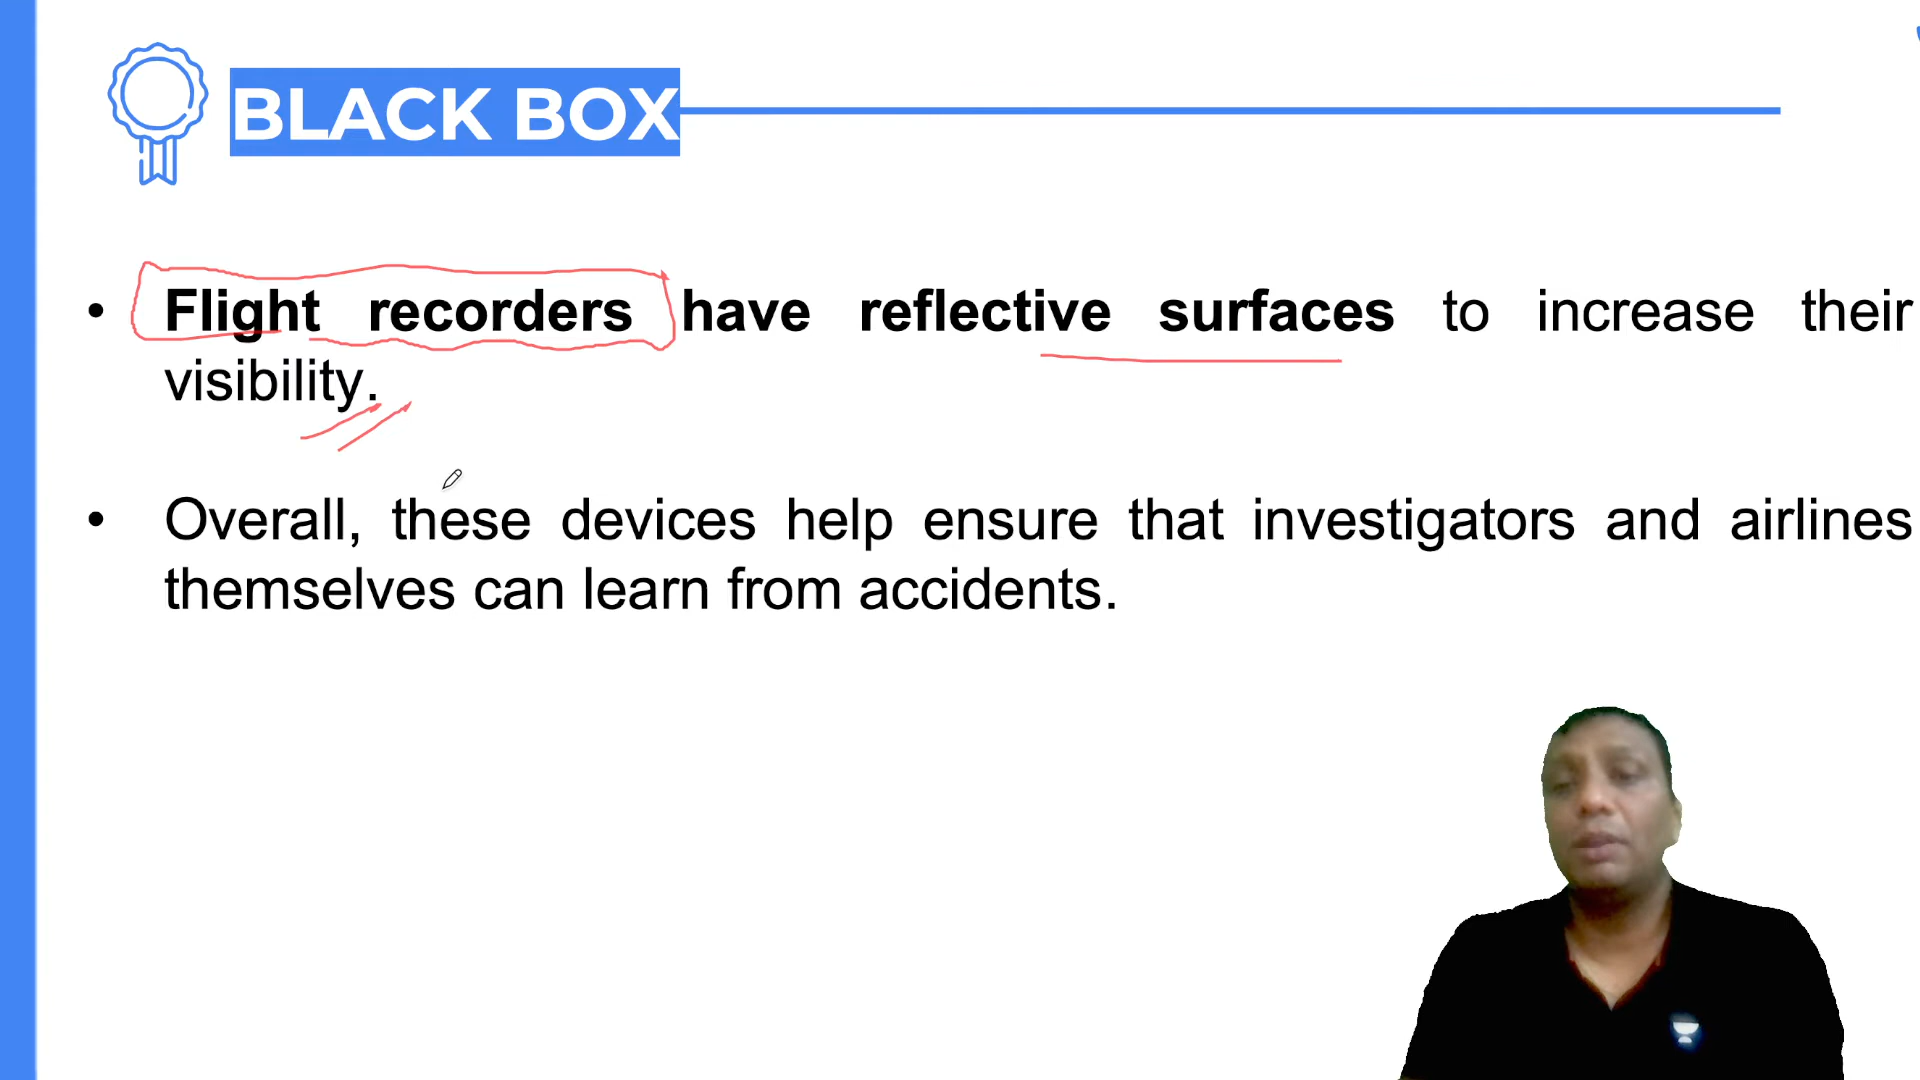 BLACK BOX
• Flight recorders have reflective surfaces to increase their
visibility.
• Overall, these devices help ensure that investigators and airlines
themselves can learn from accidents.